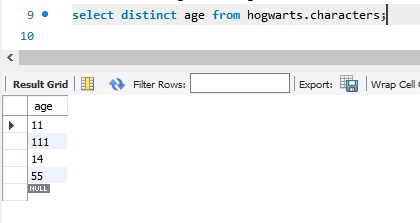 9 select distinct age from hogwarts.characters;
10
Result Grid Filter Rows: Export: Wrap Cell C
age
11
111
14
55
NULL